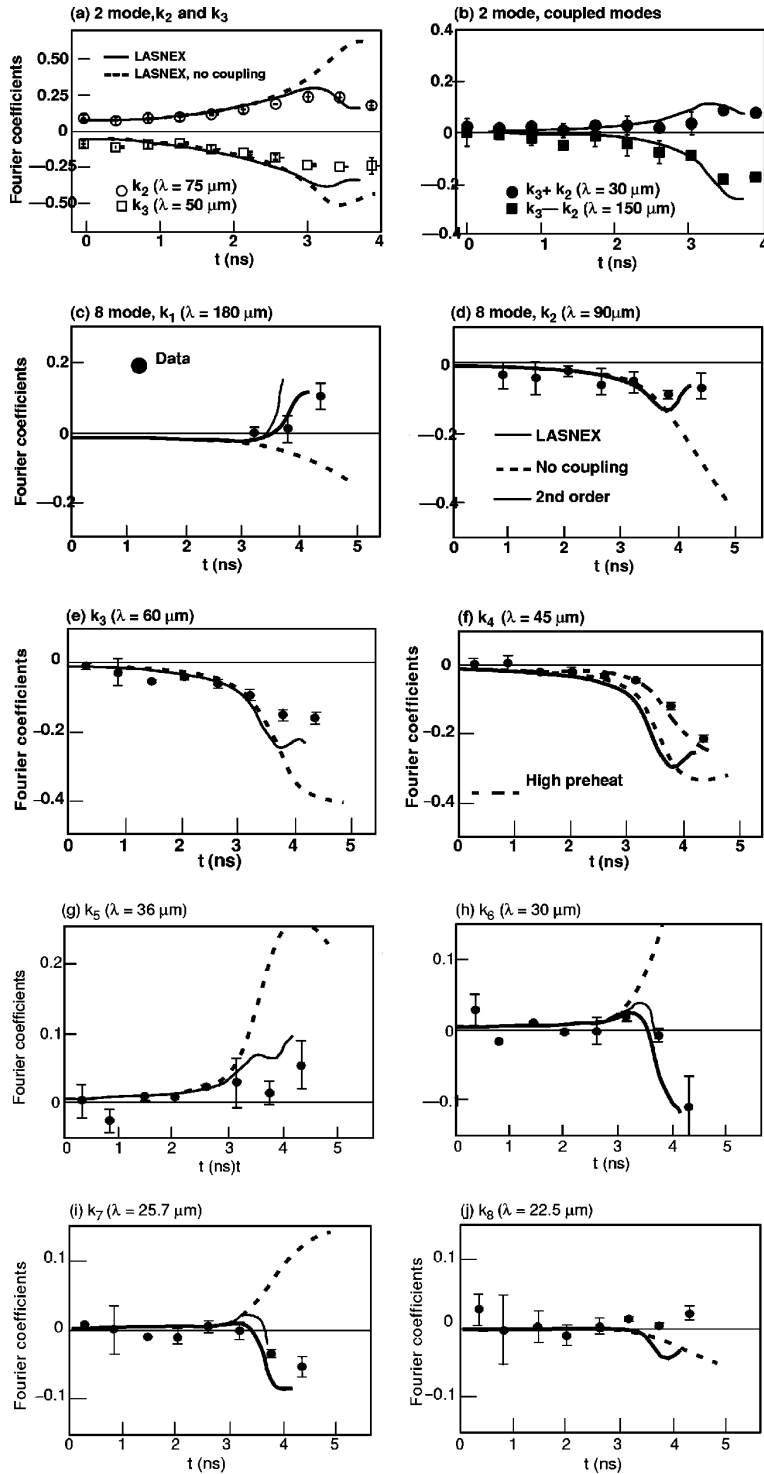 (a) 2 mode,k2 and k3
Fourier coefficients
0.50
0.25
0
—0.25
—0.50
LASNEX
LASNEX, no coupling
k2 (λ = 75 μm)
k3 (λ = 50 μm)
0 1 2 3 4
t (ns)
(b) 2 mode, coupled modes
Fourier coefficients
0.4
0.2
0
—0.2
—0.4
k3+ k2 (λ = 30 μm)
k3— k2 (λ = 150 μm)
0 1 2 3 4
t (ns)
(c) 8 mode, k1 (λ = 180 μm)
Fourier coefficients
0.2
0
—0.2
Data
0 1 2 3 4 5
t (ns)
(d) 8 mode, k2 (λ = 90μm)
0
—0.2
—0.4
LASNEX
No coupling
2nd order
0 1 2 3 4 5
t (ns)
(e) k3 (λ = 60 μm)
Fourier coefficients
0
−0.2
−0.4
0 1 2 3 4 5
t (ns)
(f) k4 (λ = 45 μm)
Fourier coefficients
0
−0.2
−0.4
High preheat
0 1 2 3 4 5
t (ns)
(g) k5 (λ = 36 μm)
Fourier coefficients
0.2
0.1
0
0 1 2 3 4 5
t (ns)t
(h) k6 (λ = 30 μm)
Fourier coefficients
0.1
0
−0.1
0 1 2 3 4 5
t (ns)
(i) k7 (λ = 25.7 μm)
Fourier coefficients
0.1
0
−0.1
0 1 2 3 4 5
t (ns)
(j) k8 (λ = 22.5 μm)
Fourier coefficients
0.1
0
−0.1
0 1 2 3 4 5
t (ns)